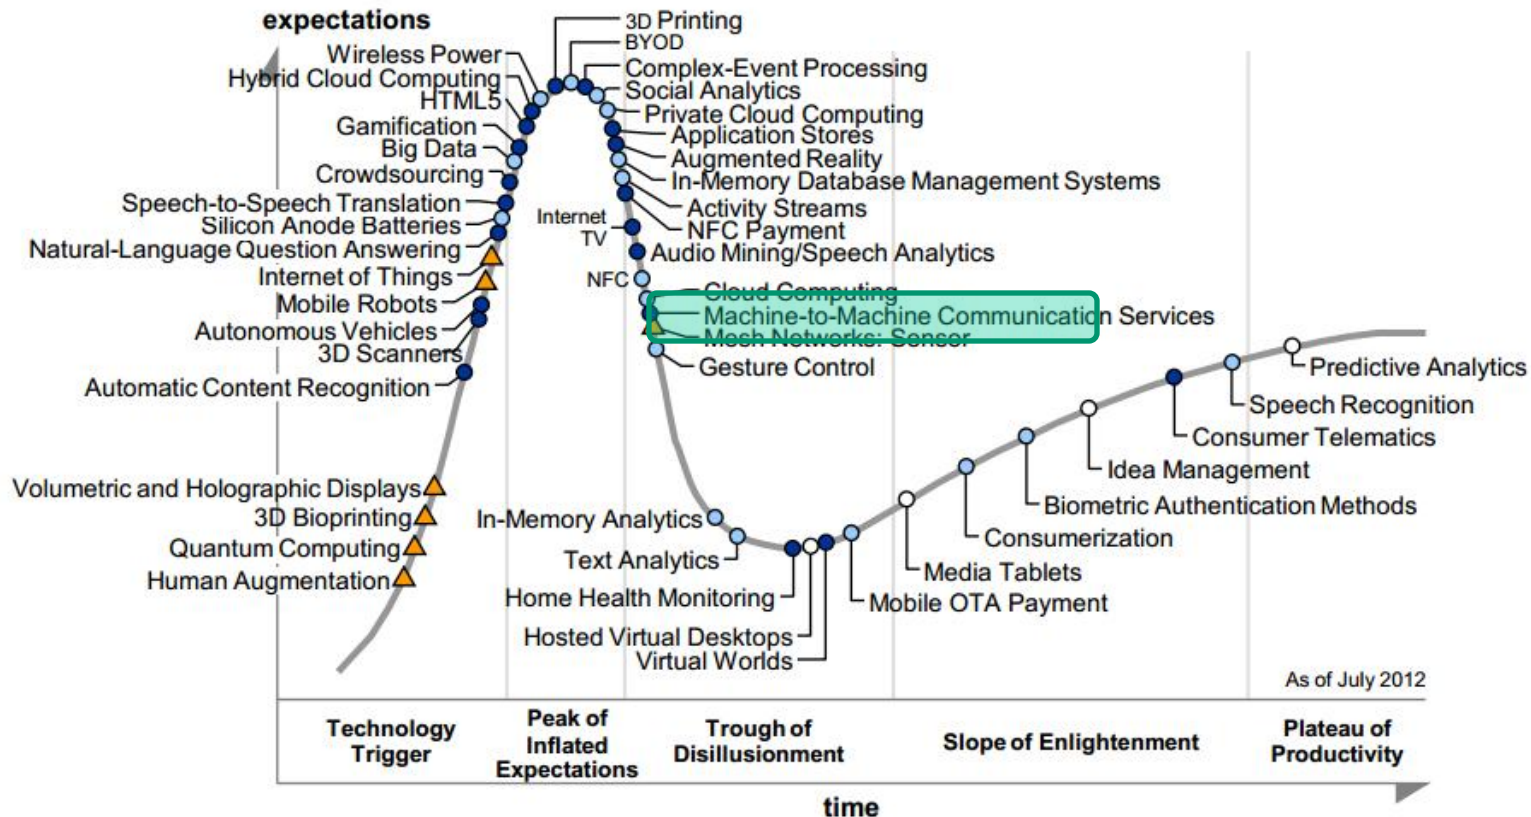 expectations
Wireless Power
Hybrid Cloud Computing
HTML5
Gamification
Big Data
Crowdsourcing
Speech-to-Speech Translation
Silicon Anode Batteries
Natural-Language Question Answering
Internet of Things
Mobile Robots
Autonomous Vehicles
3D Scanners
Automatic Content Recognition
Volumetric and Holographic Displays
3D Bioprinting
Quantum Computing
Human Augmentation
3D Printing
BYOD
Complex-Event Processing
Social Analytics
Private Cloud Computing
Application Stores
Augmented Reality
In-Memory Database Management Systems
Activity Streams
NFC Payment
Internet
TV
Audio Mining/Speech Analytics
NFC
Cloud Computing
Machine-to-Machine Communication Services
Mesh Networks: Sensor
Gesture Control
In-Memory Analytics
Text Analytics
Home Health Monitoring
Hosted Virtual Desktops
Virtual Worlds
Mobile OTA Payment
Media Tablets
Consumerization
Biometric Authentication Methods
Idea Management
Consumer Telematics
Speech Recognition
Predictive Analytics
As of July 2012
Technology
Trigger
Peak of
Inflated
Expectations
Trough of
Disillusionment
Slope of Enlightenment
Plateau of
Productivity
time